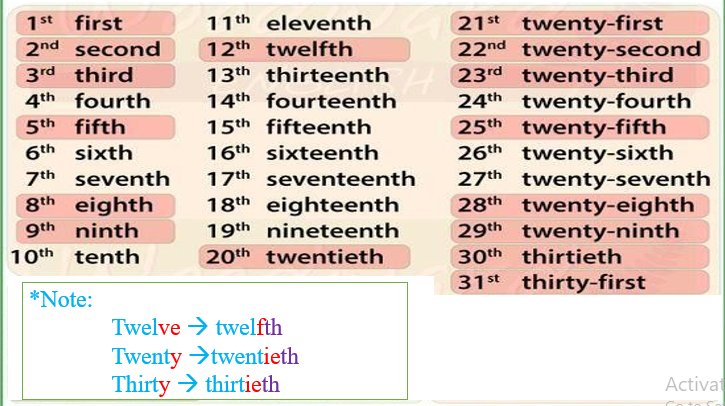 1st first
2nd second
3rd third
4th fourth
5th fifth
6th sixth
7th seventh
8th eighth
9th ninth
10th tenth
11th eleventh
12th twelfth
13th thirteenth
14th fourteenth
15th fifteenth
16th sixteenth
17th seventeenth
18th eighteenth
19th nineteenth
20th twentieth
21st twenty-first
22nd twenty-second
23rd twenty-third
24th twenty-fourth
25th twenty-fifth
26th twenty-sixth
27th twenty-seventh
28th twenty-eighth
29th twenty-ninth
30th thirtieth
31st thirty-first
*Note:
Twelve → twelfth
Twenty →twentieth
Thirty → thirtieth
Activat